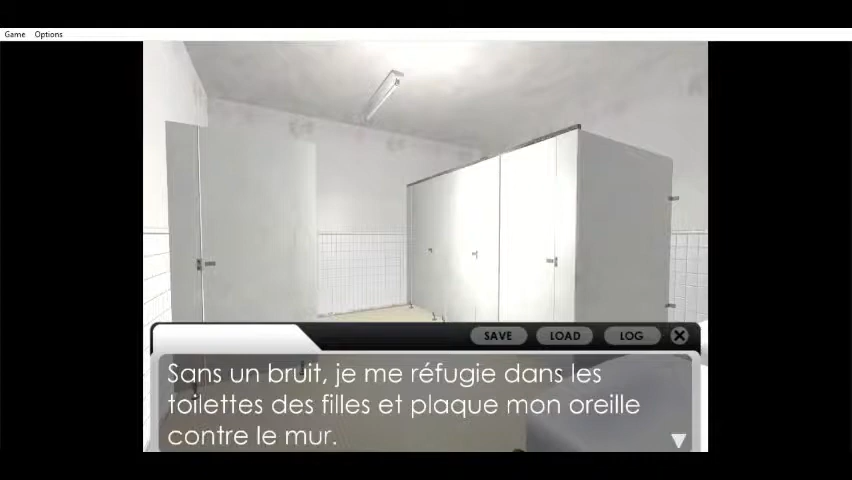 Game Options
SAVE LOAD LOG
Sans un bruit, je me réfugie dans les
toilettes des filles et plaque mon oreille
contre le mur.